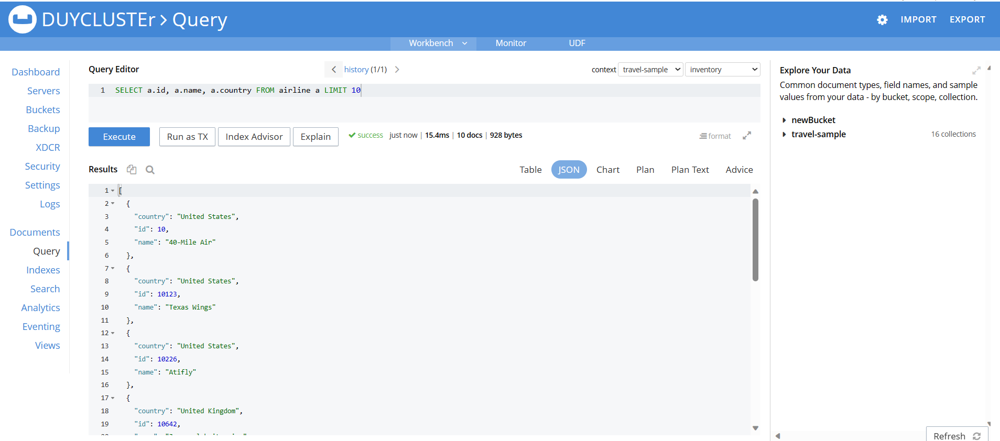 DUYCLUSTEr > Query
IMPORT EXPORT
Workbench Monitor UDF
Dashboard
Servers
Buckets
Backup
XDCR
Security
Settings
Logs
Documents
Query
Indexes
Search
Analytics
Eventing
Views
Query Editor
history (1/1)
context travel-sample inventory
1 SELECT a.id, a.name, a.country FROM airline a LIMIT 10
Execute Run as TX Index Advisor Explain success just now | 15.4ms | 10 docs | 928 bytes format
Results Table JSON Chart Plan Plan Text Advice
1 [
2 {
3 "country": "United States",
4 "id": 10,
5 "name": "40-Mile Air"
6 },
7 {
8 "country": "United States",
9 "id": 10123,
10 "name": "Texas Wings"
11 },
12 {
13 "country": "United States",
14 "id": 10226,
15 "name": "Atifly"
16 },
17 {
18 "country": "United Kingdom",
19 "id": 10642,
Explore Your Data
Common document types, field names, and sample
values from your data - by bucket, scope, collection.
newBucket
travel-sample 16 collections
Refresh